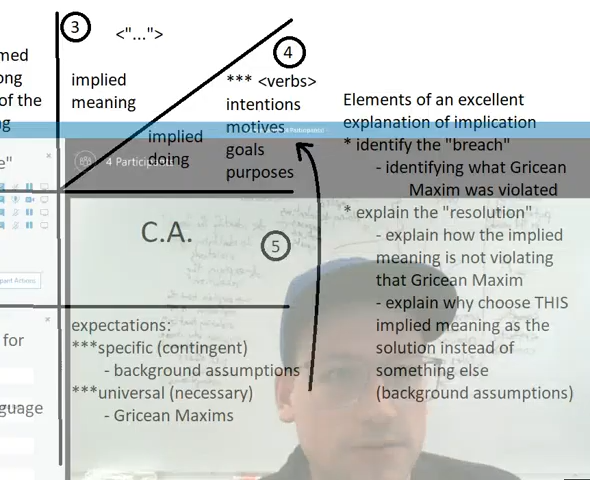 3
<"...">
4
med
ong
of the
g
implied
meaning
implied
doing
*** <verbs>
intentions
motives
goals
purposes
Elements of an excellent
explanation of implication
* identify the "breach"
- identifying what Gricean
Maxim was violated
* explain the "resolution"
- explain how the implied
meaning is not violating
that Gricean Maxim
- explain why choose THIS
implied meaning as the
solution instead of
something else
(background assumptions)
e"
4 Participants
C.A.
5
expectations:
***specific (contingent)
- background assumptions
***universal (necessary)
- Gricean Maxims
for
guage